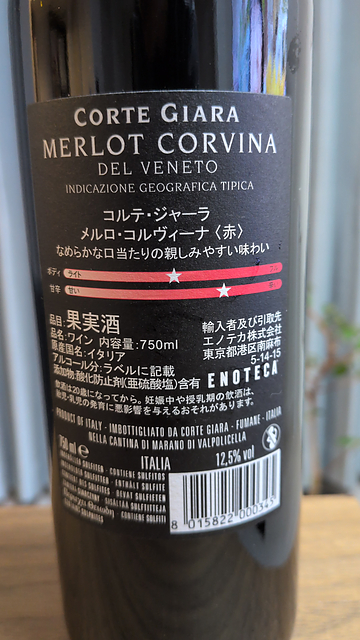 CORTE GIARA
MERLOT CORVINA
DEL VENETO
INDICAZIONE GEOGRAFICA TIPICA
コルテ・ジャーラ
メルロ・コルヴィーナ〈赤〉
なめらかな口当たりの親しみやすい味わい
ボディ ライト
甘辛 甘い
品目:果実酒
品名:ワイン 内容量:750ml
原産国名:イタリア
アルコール分:ラベルに記載
添加物:酸化防止剤(亜硫酸塩)含有
輸入者及び引取先
エノテカ株式会社
東京都港区南麻布
5-14-15
ENOTECA
飲酒は20歳になってから。妊娠中や授乳期の飲酒は、
胎児・乳児の発育に悪影響を与えるおそれがあります。
PRODUCT OF ITALY - IMBOTTIGLIATO DA CORTE GIARA - FUMANE - ITALIA
NELLA CANTINA DI MARANO DI VALPOLICELLA
750 ml e
ITALIA
12,5% vol
CONTIENE SULFITOS
8 015822 000345